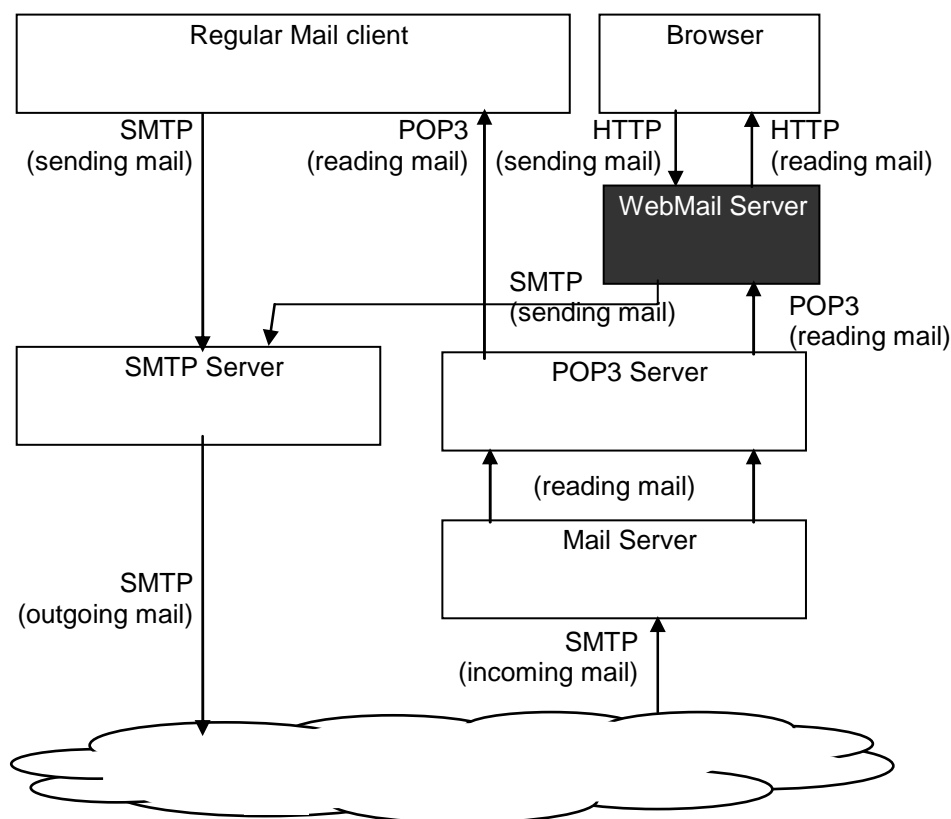 Regular Mail client
Browser
SMTP
(sending mail)
POP3
(reading mail)
HTTP
(sending mail)
HTTP
(reading mail)
WebMail Server
SMTP
(sending mail)
POP3
(reading mail)
SMTP Server
POP3 Server
(reading mail)
Mail Server
SMTP
(outgoing mail)
SMTP
(incoming mail)